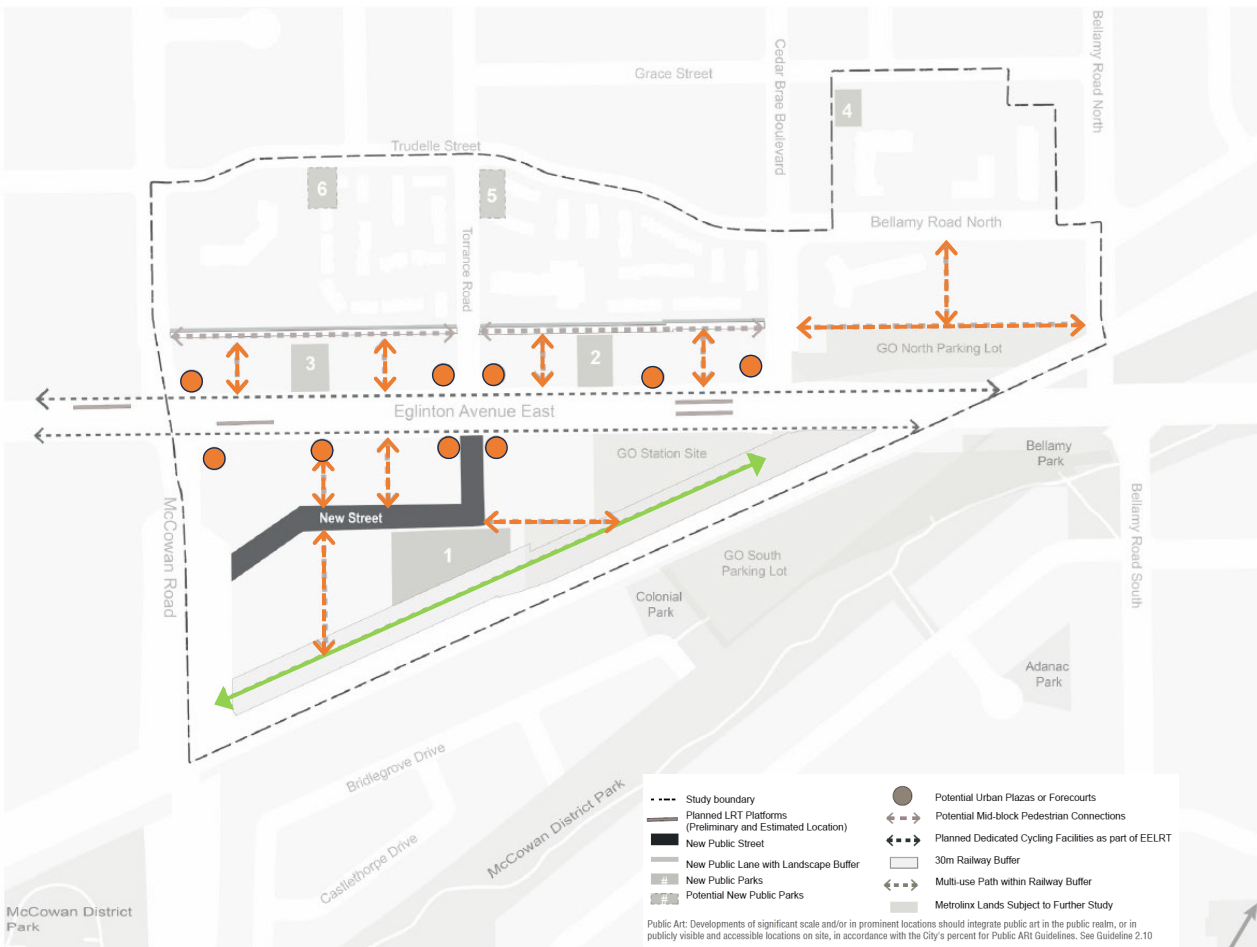 Grace Street
Cedar Brae Boulevard
Bellamy Road North
4
Trudelle Street
6
5
Bellamy Road North
Torrance Road
GO North Parking Lot
3
2
Eglinton Avenue East
GO Station Site
Bellamy
Park
New Street
McCowan Road
1
GO South
Parking Lot
Bellamy Road South
Colonial
Park
Adanac
Park
Bridlegrove Drive
McCowan District Park
Castlethorpe Drive
McCowan District
Park
Study boundary
Planned LRT Platforms
(Preliminary and Estimated Location)
New Public Street
New Public Lane with Landscape Buffer
# New Public Parks
# Potential New Public Parks
Potential Urban Plazas or Forecourts
Potential Mid-block Pedestrian Connections
Planned Dedicated Cycling Facilities as part of EELRT
30m Railway Buffer
Multi-use Path within Railway Buffer
Metrolinx Lands Subject to Further Study
Public Art: Developments of significant scale and/or in prominent locations should integrate public art in the public realm, or in
publicly visible and accessible locations on site, in accordance with the City's percent for Public ARt Guidelines. See Guideline 2.10